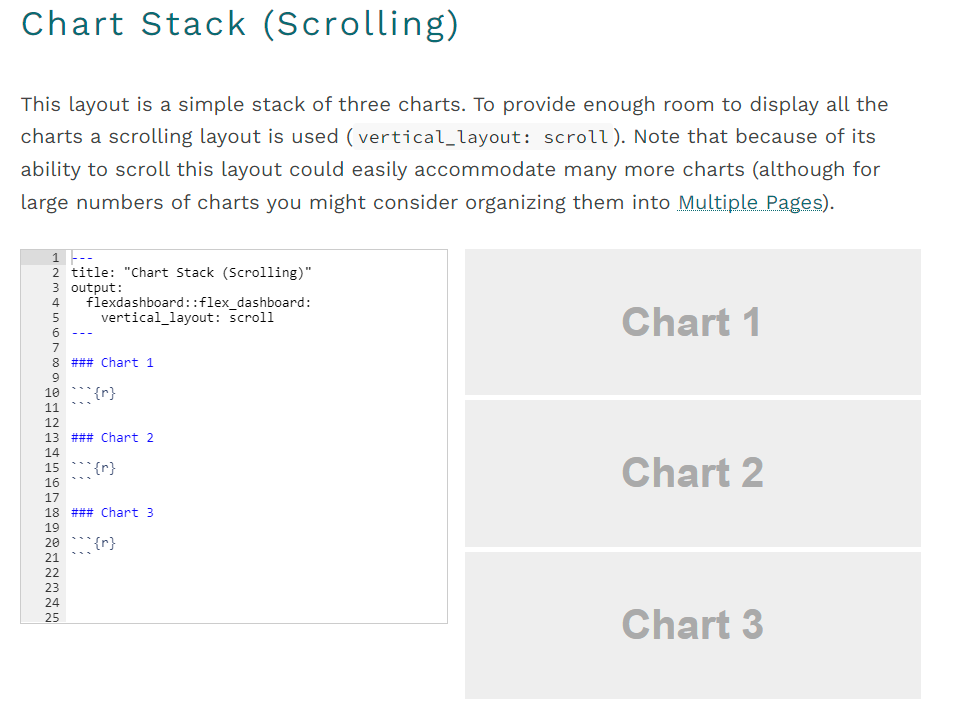 Chart Stack (Scrolling)
This layout is a simple stack of three charts. To provide enough room to display all the
charts a scrolling layout is used (vertical_layout: scroll). Note that because of its
ability to scroll this layout could easily accommodate many more charts (although for
large numbers of charts you might consider organizing them into Multiple Pages).
1 ---
2 title: "Chart Stack (Scrolling)"
3 output:
4   flexdashboard::flex_dashboard:
5     vertical_layout: scroll
6 ---
7
8 ### Chart 1
9
10 ```{r}
11 ```
12
13 ### Chart 2
14
15 ```{r}
16 ```
17
18 ### Chart 3
19
20 ```{r}
21 ```
22
23
24
25
Chart 1
Chart 2
Chart 3